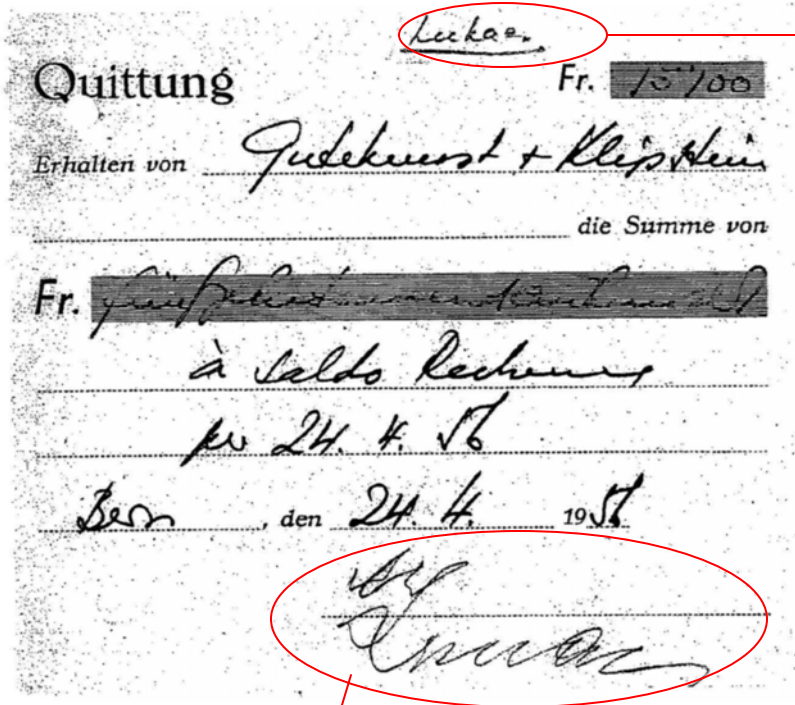 Lukacs.
Quittung Fr. 15'100
Erhalten von Gutekunst + Klipstein
die Summe von
Fr.
à Saldo Rechnung
per 24. 4. 56
Bern, den 24. 4. 1956